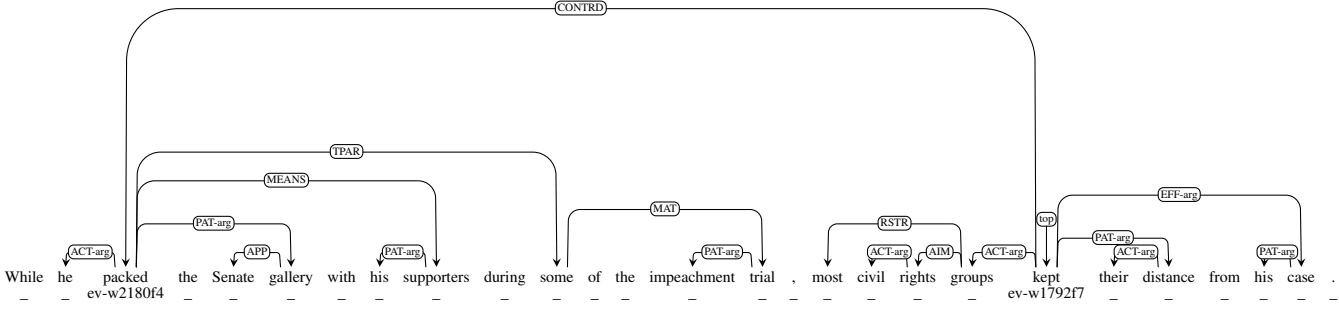 CONTRD
TPAR
MEANS
EFF-arg
MAT
top
PAT-arg RSTR
PAT-arg
ACT-arg APP PAT-arg PAT-arg ACT-arg AIM ACT-arg ACT-arg PAT-arg
While he packed the Senate gallery with his supporters during some of the impeachment trial , most civil rights groups kept their distance from his case .
_ _ ev-w2180f4 _ _ _ _ _ _ _ _ _ _ _ _ _ _ _ _ _ ev-w1792f7 _ _ _ _ _ _